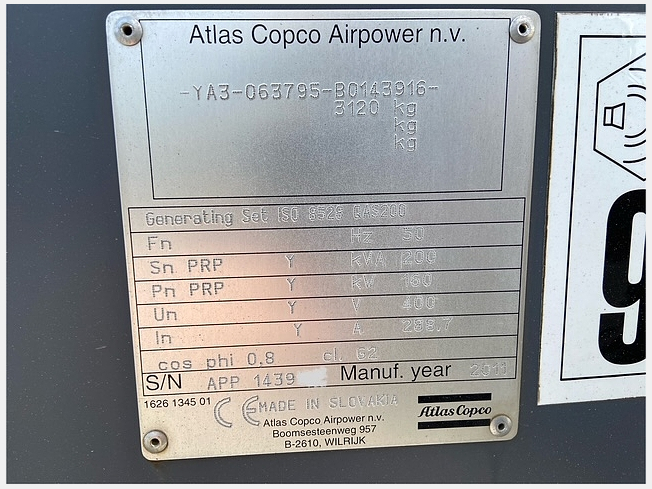 Atlas Copco Airpower n.v.
-YA3-063795-B0143916-
3120 kg
kg
kg
Generating Set ISO 8528 QAS200
Fn Hz 50
Sn PRP Y kVA 200
Pn PRP Y kW 160
Un Y V 400
In Y A 288.7
cos phi 0.8 cl. G2
S/N APP 1439 Manuf. year 2011
1626 1345 01 CE MADE IN SLOVAKIA Atlas Copco
Atlas Copco Airpower n.v.
Boomsesteenweg 957
B-2610, WILRIJK
9